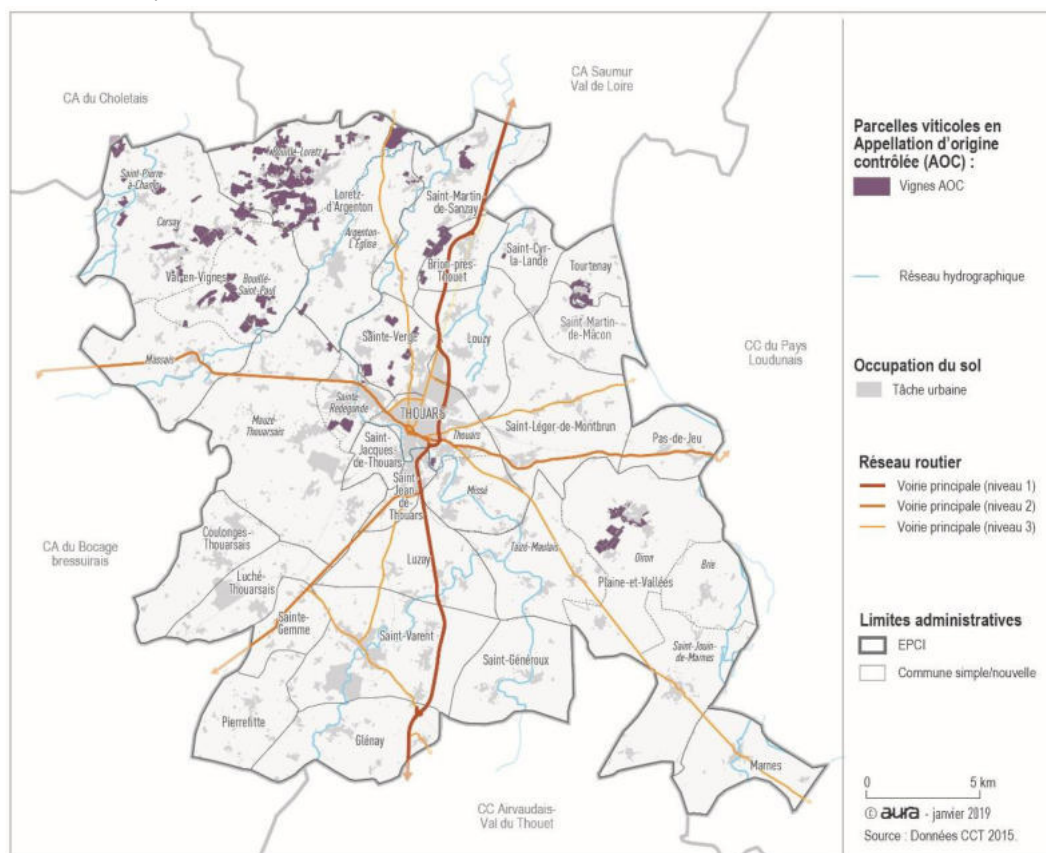 CA du Choletais
CA Saumur
Val de Loire
CC du Pays
Loudunais
CA du Bocage
bressuirais
CC Airvaudais-
Val du Thouet
Bouillé-Loretz
Saint-Pierre
-à-Champ
Loretz
-d'Argenton
Saint-Martin
de-Sanzay
Cersay
Argenton-
L'Église
Saint-Cyr-
la-Lande
Brion-près-
Thouet
Tourtenay
Val-en-Vignes
Bouillé-
Saint-Paul
Saint-Martin-
de-Mâcon
Sainte-Verge
Louzy
Massais
Sainte
Radegonde
THOUARS
Mauzé-
Thouarsais
Saint-
Jacques-
de-Thouars
Thouars
Saint-Léger-de-Montbrun
Pas-de-Jeu
Saint
Jean
de-
Thouars
Missé
Coulonges-
Thouarsais
Taizé-Maulais
Oiron
Brie
Luzay
Plaine-et-Vallées
Luché-
Thouarsais
Sainte-
Gemme
Saint-Varent
Saint-Jouin-
de-Marnes
Saint-Généroux
Pierrefitte
Glénay
Marnes
Parcelles viticoles en
Appellation d'origine
contrôlée (AOC) :
Vignes AOC
Réseau hydrographique
Occupation du sol
Tâche urbaine
Réseau routier
Voirie principale (niveau 1)
Voirie principale (niveau 2)
Voirie principale (niveau 3)
Limites administratives
EPCI
Commune simple/nouvelle
0 5 km
© aura - janvier 2019
Source : Données CCT 2015.